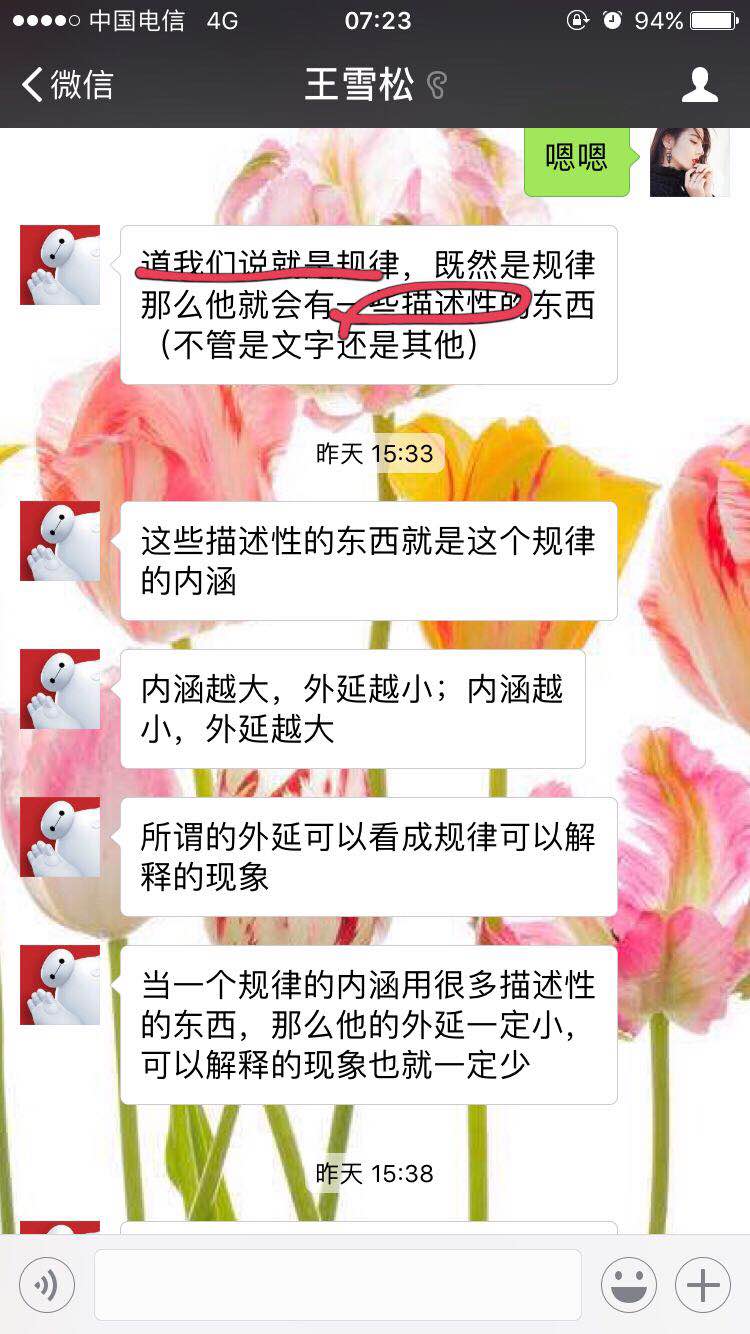 中国电信 4G 07:23 94%
微信 王雪松
嗯嗯
道我们说就是规律，既然是规律
那么他就会有一些描述性的东西
（不管是文字还是其他）
昨天 15:33
这些描述性的东西就是这个规律
的内涵
内涵越大，外延越小；内涵越
小，外延越大
所谓的外延可以看成规律可以解
释的现象
当一个规律的内涵用很多描述性
的东西，那么他的外延一定小，
可以解释的现象也就一定少
昨天 15:38